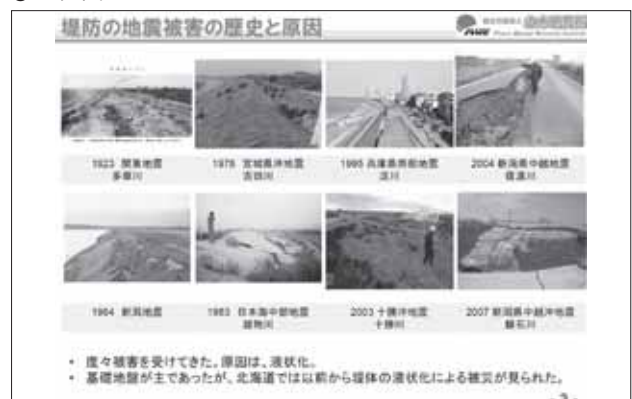 堤防の地震被害の歴史と原因
1923 関東地震
多摩川
1978 宮城県沖地震
吉田川
1995 兵庫県南部地震
淀川
2004 新潟県中越地震
信濃川
1964 新潟地震
1983 日本海中部地震
2003 十勝沖地震
十勝川
2007 新潟県中越沖地震
鯖石川
・ 度々被害を受けてきた。原因は、液状化。
・ 基礎地盤が主であったが、北海道では以前から堤体の液状化による被災が見られた。